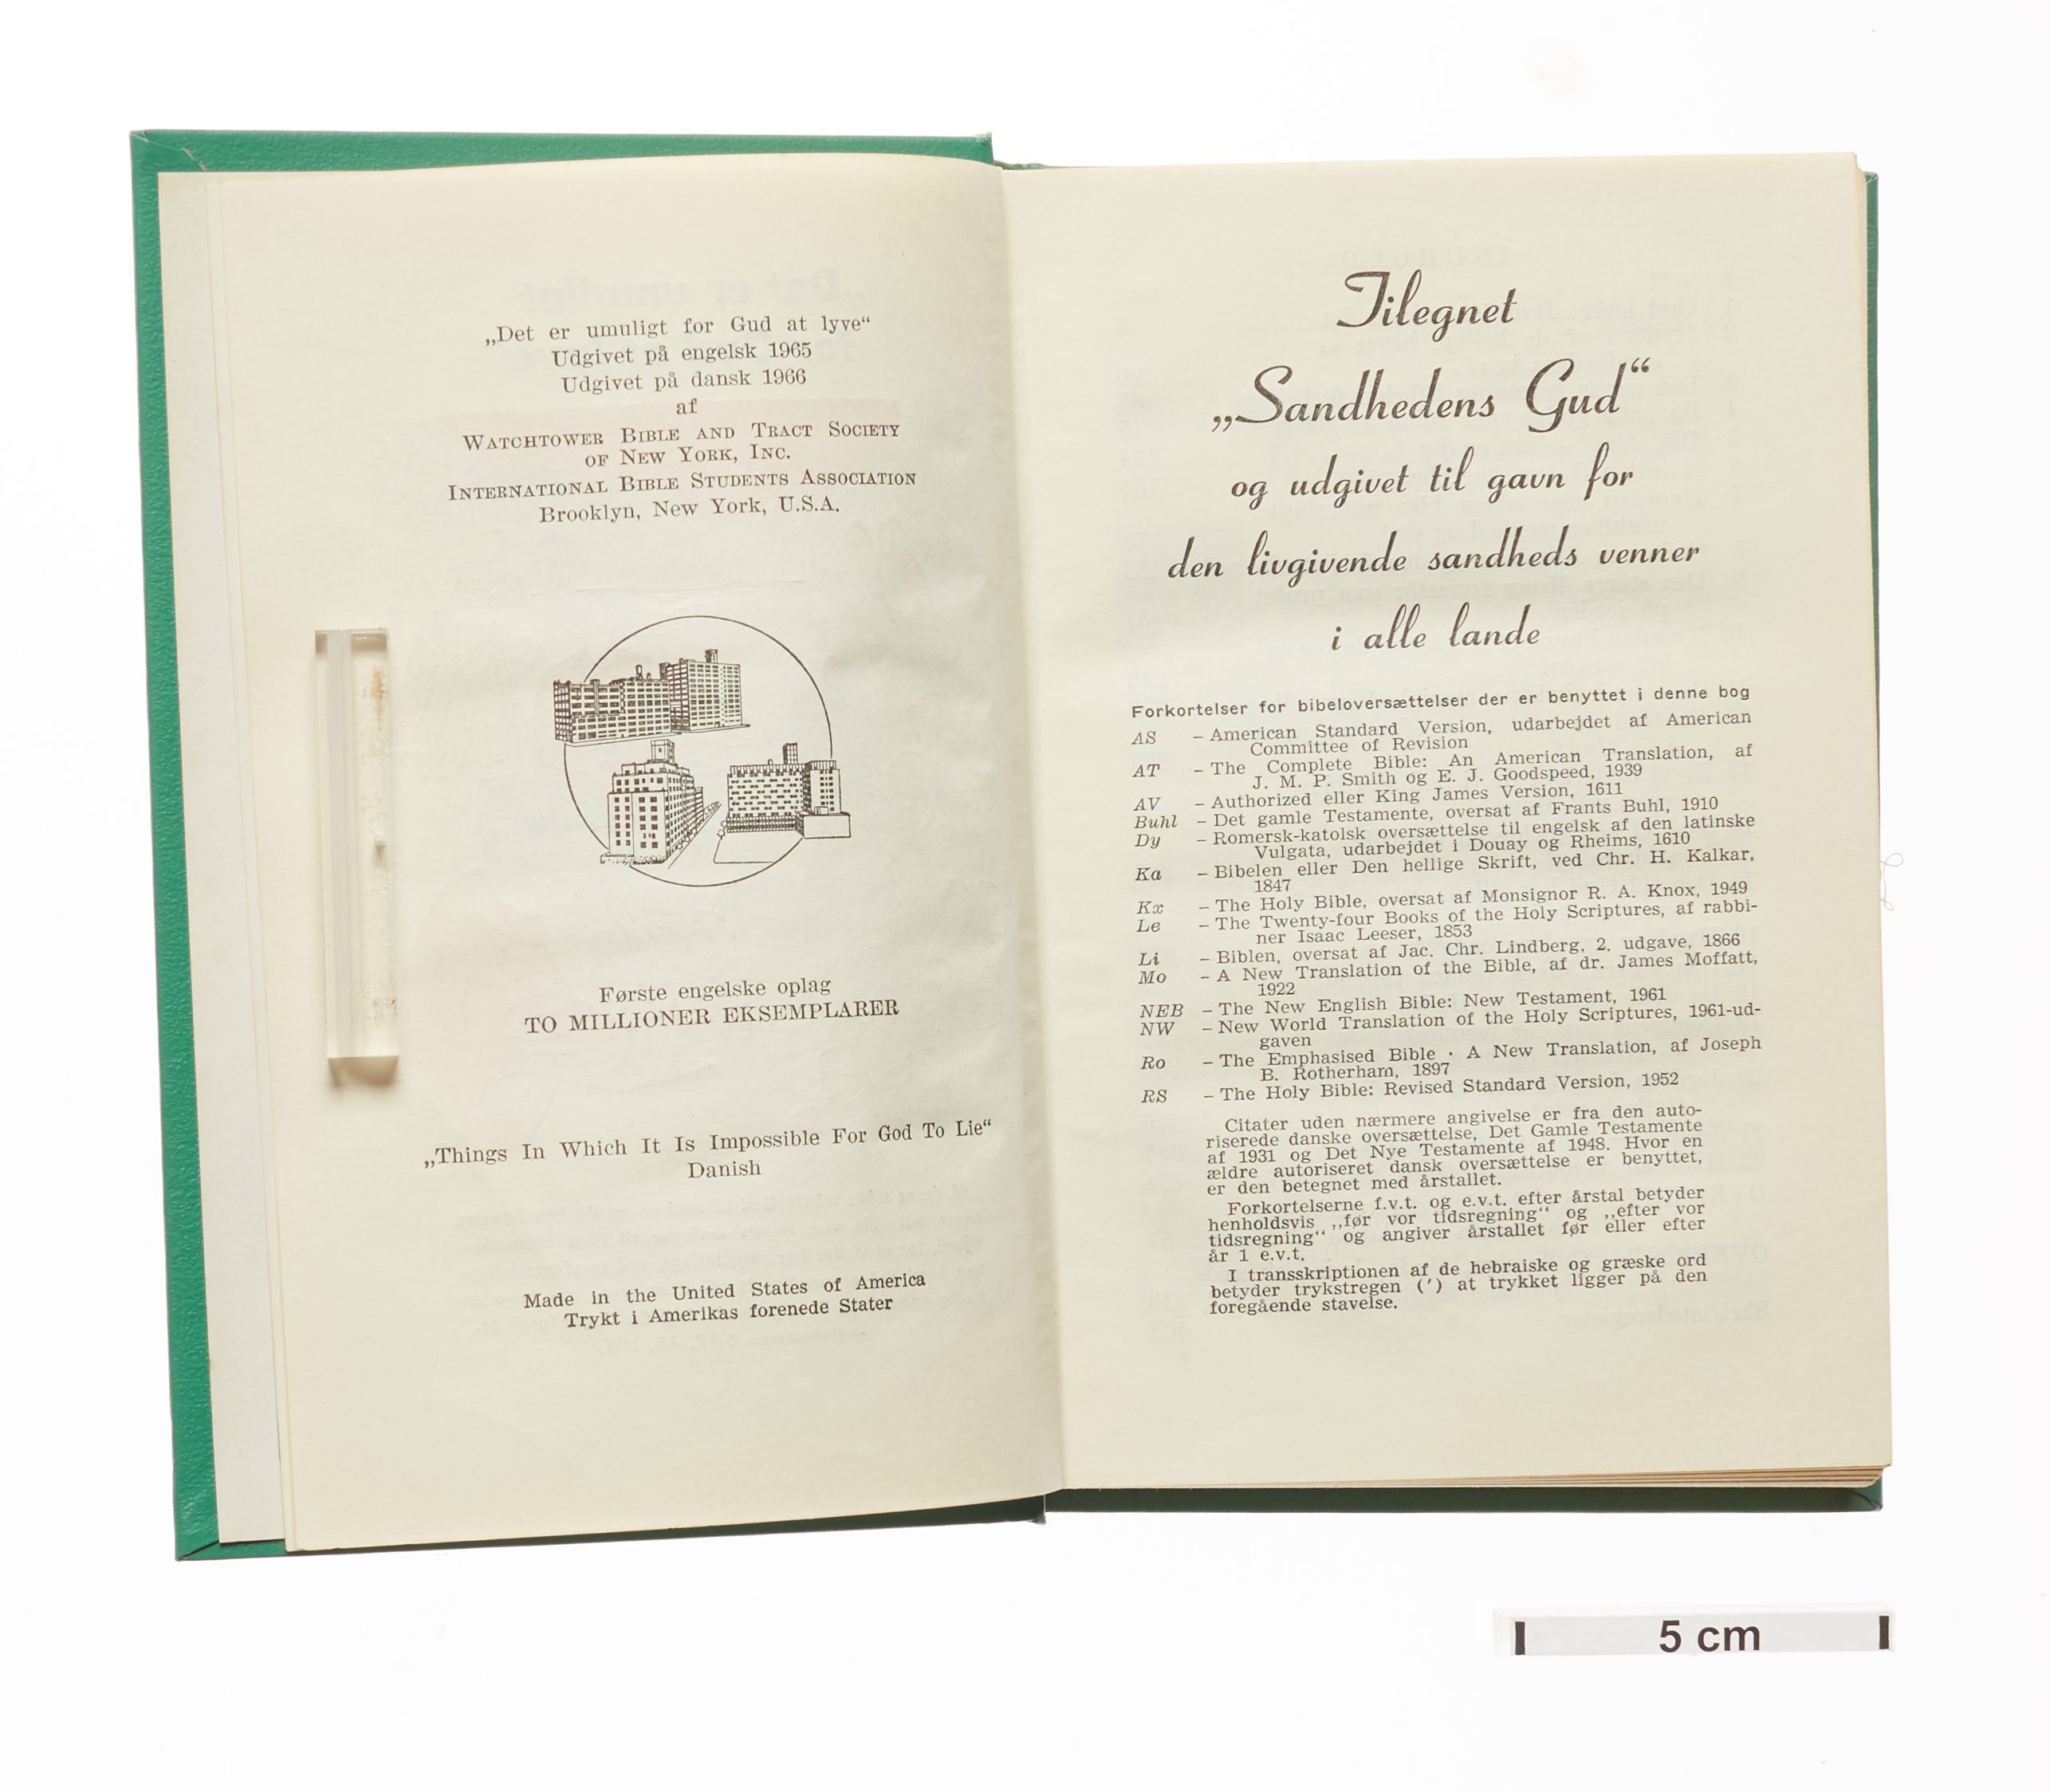 „Det er umuligt for Gud at lyve“
Udgivet på engelsk 1965
Udgivet på dansk 1966
af
WATCHTOWER BIBLE AND TRACT SOCIETY
OF NEW YORK, INC.
INTERNATIONAL BIBLE STUDENTS ASSOCIATION
Brooklyn, New York, U.S.A.
Første engelske oplag
TO MILLIONER EKSEMPLARER
„Things In Which It Is Impossible For God To Lie“
Danish
Made in the United States of America
Trykt i Amerikas forenede Stater
Tilegnet
„Sandhedens Gud“
og udgivet til gavn for
den livgivende sandheds venner
i alle lande
Forkortelser for bibeloversættelser der er benyttet i denne bog
AS – American Standard Version, udarbejdet af American
Committee of Revision
AT – The Complete Bible: An American Translation, af
J. M. P. Smith og E. J. Goodspeed, 1939
AV – Authorized eller King James Version, 1611
Buhl – Det gamle Testamente, oversat af Frants Buhl, 1910
Dy – Romersk-katolsk oversættelse til engelsk af den latinske
Vulgata, udarbejdet i Douay og Rheims, 1610
Ka – Bibelen eller Den hellige Skrift, ved Chr. H. Kalkar,
1847
Kx – The Holy Bible, oversat af Monsignor R. A. Knox, 1949
Le – The Twenty-four Books of the Holy Scriptures, af rabbi-
ner Isaac Leeser, 1853
Li – Biblen, oversat af Jac. Chr. Lindberg, 2. udgave, 1866
Mo – A New Translation of the Bible, af dr. James Moffatt,
1922
NEB – The New English Bible: New Testament, 1961
NW – New World Translation of the Holy Scriptures, 1961-ud-
gaven
Ro – The Emphasised Bible · A New Translation, af Joseph
B. Rotherham, 1897
RS – The Holy Bible: Revised Standard Version, 1952
Citater uden nærmere angivelse er fra den auto-
riserede danske oversættelse, Det Gamle Testamente
af 1931 og Det Nye Testamente af 1948. Hvor en
ældre autoriseret dansk oversættelse er benyttet,
er den betegnet med årstallet.
Forkortelserne f.v.t. og e.v.t. efter årstal betyder
henholdsvis „før vor tidsregning“ og „efter vor
tidsregning“ og angiver årstallet før eller efter
år 1 e.v.t.
I transskriptionen af de hebraiske og græske ord
betyder trykstregen (′) at trykket ligger på den
foregående stavelse.
5 cm